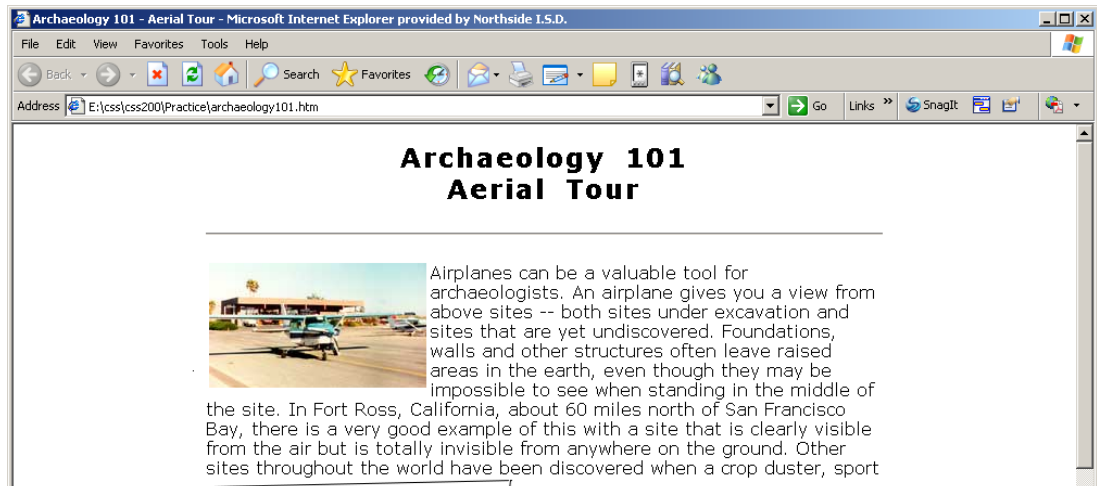 Archaeology 101 - Aerial Tour - Microsoft Internet Explorer provided by Northside I.S.D.
File Edit View Favorites Tools Help
Back Search Favorites
Address E:\css\css200\Practice\archaeology101.htm Go Links » SnagIt
Archaeology 101
Aerial Tour
Airplanes can be a valuable tool for
archaeologists. An airplane gives you a view from
above sites -- both sites under excavation and
sites that are yet undiscovered. Foundations,
walls and other structures often leave raised
areas in the earth, even though they may be
impossible to see when standing in the middle of
the site. In Fort Ross, California, about 60 miles north of San Francisco
Bay, there is a very good example of this with a site that is clearly visible
from the air but is totally invisible from anywhere on the ground. Other
sites throughout the world have been discovered when a crop duster, sport